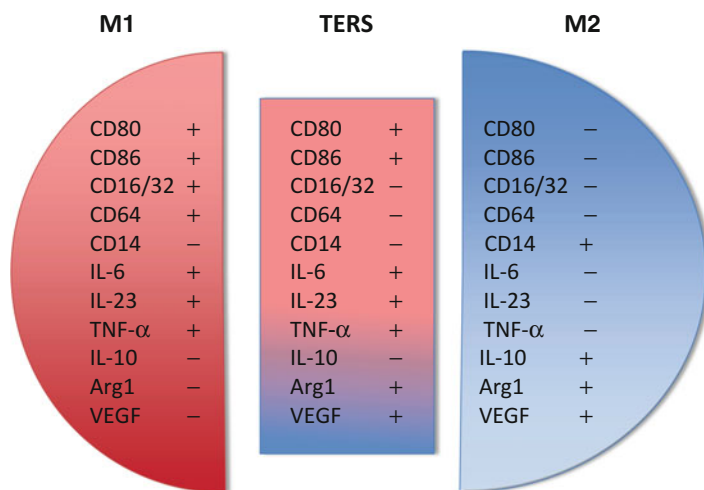 M1 TERS M2
CD80 + CD80 + CD80 −
CD86 + CD86 + CD86 −
CD16/32 + CD16/32 − CD16/32 −
CD64 + CD64 − CD64 −
CD14 − CD14 − CD14 +
IL-6 + IL-6 + IL-6 −
IL-23 + IL-23 + IL-23 −
TNF-α + TNF-α + TNF-α −
IL-10 − IL-10 − IL-10 +
Arg1 − Arg1 + Arg1 +
VEGF − VEGF + VEGF +